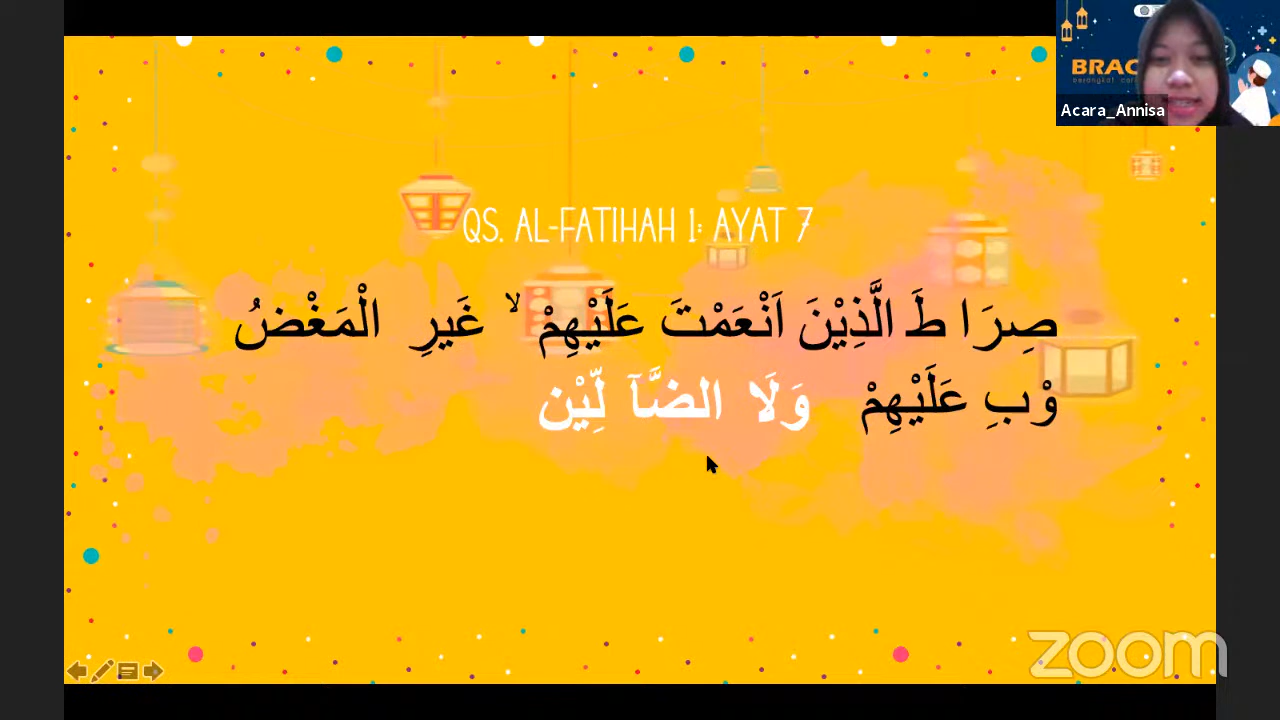 BRAC
Acara_Annisa
QS. AL-FATIHAH 1: AYAT 7
صِرَا طَ الَّذِيْنَ اَنْعَمْتَ عَلَيْهِمْ ۙ غَيرِ الْمَغْضُ
وْبِ عَلَيْهِمْ وَلَا الضَّآ لِّيْن
zoom